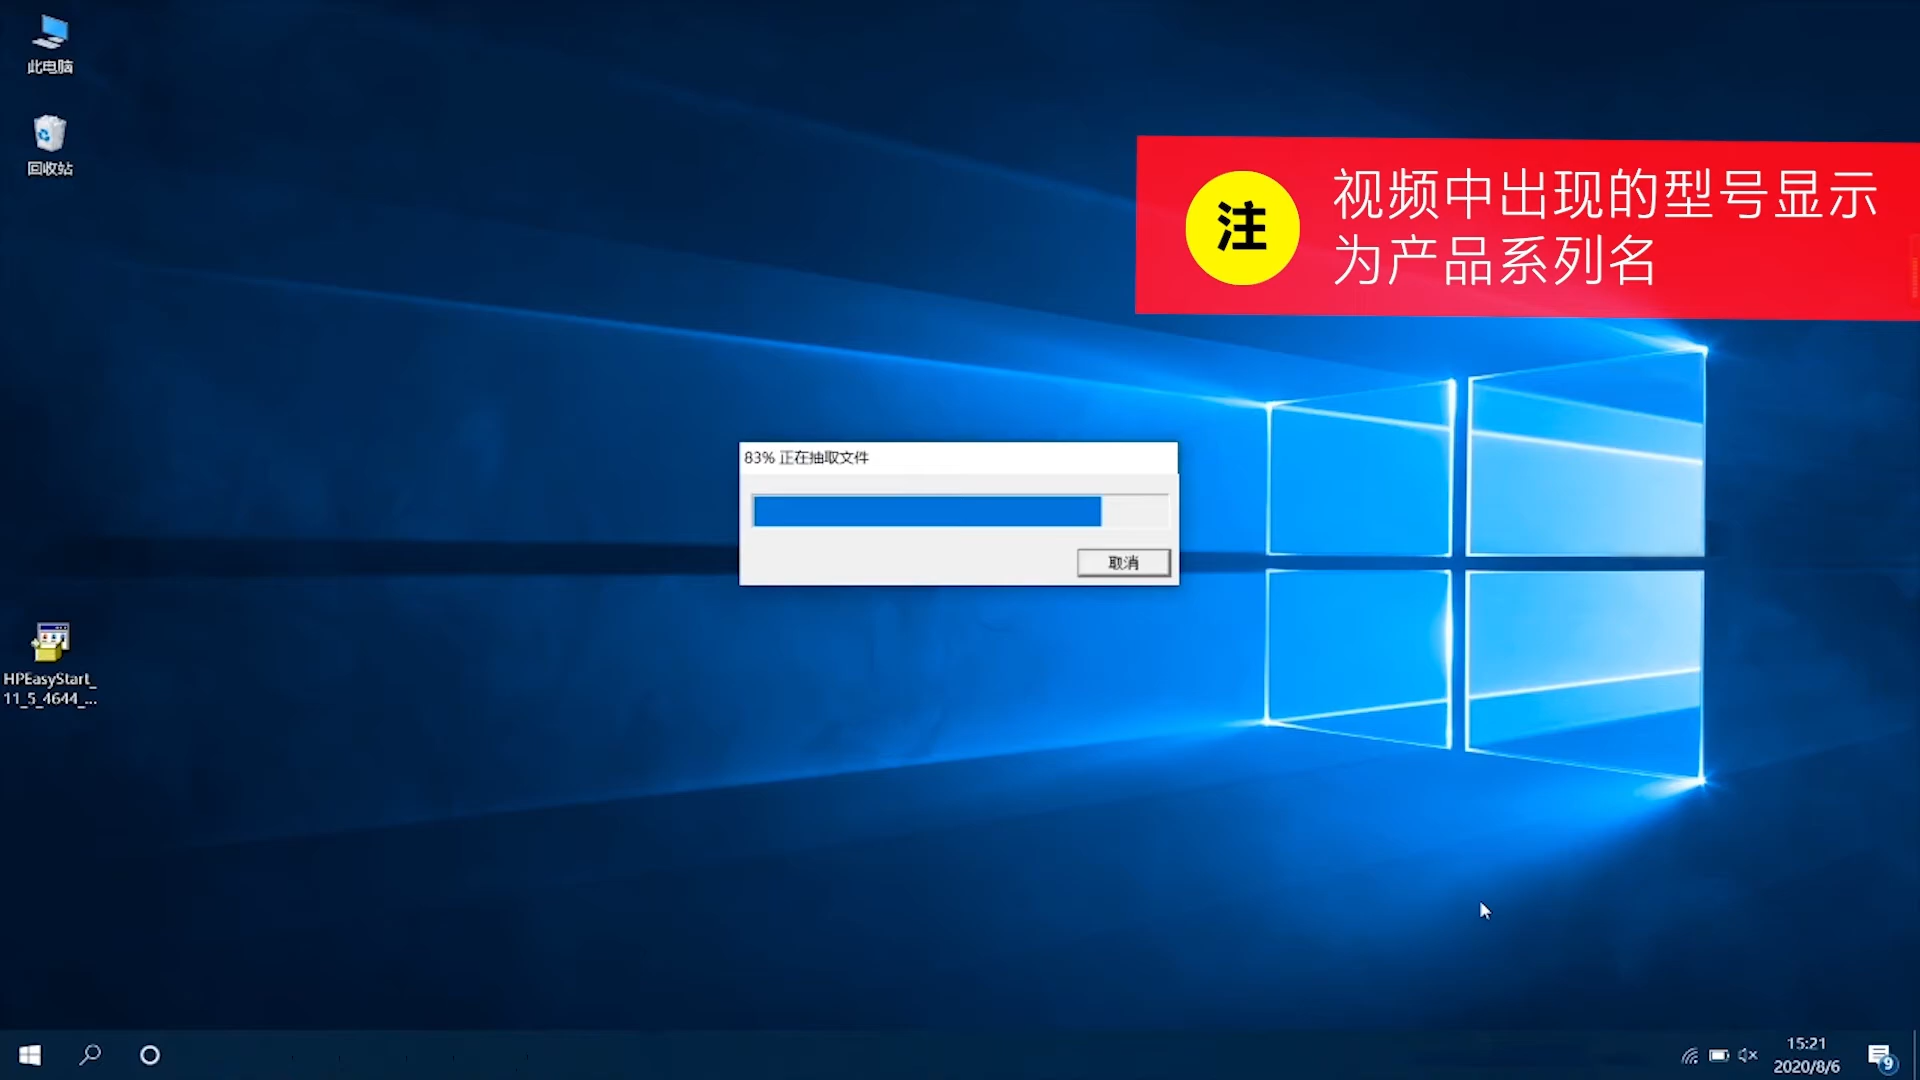 此电脑
回收站
注
视频中出现的型号显示
为产品系列名
83% 正在抽取文件
取消
HPEasyStart_
11_5_4644_...
15:21
2020/8/6
9